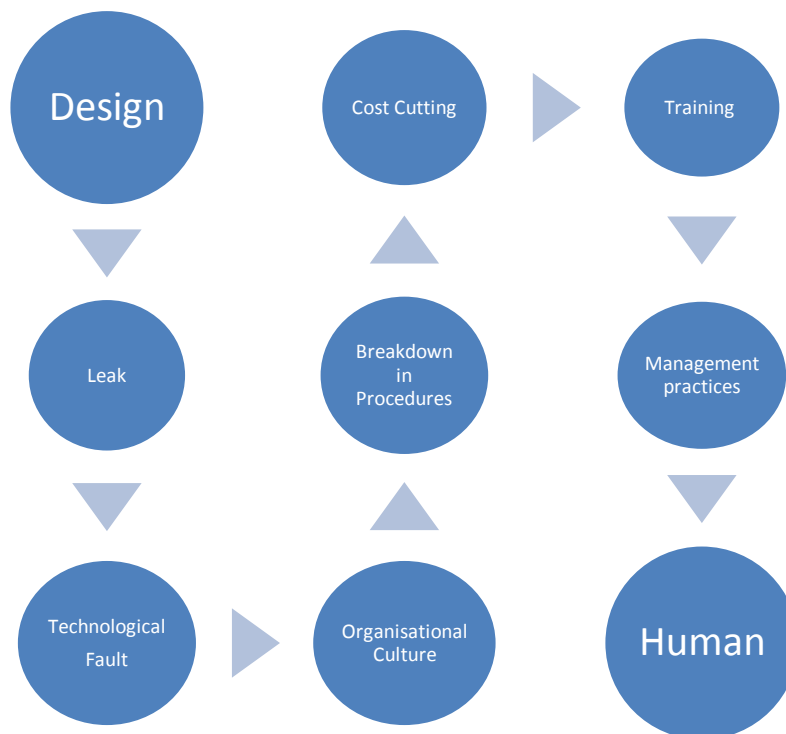 Design
Leak
Technological
Fault
Organisational
Culture
Breakdown
in
Procedures
Cost Cutting
Training
Management
practices
Human